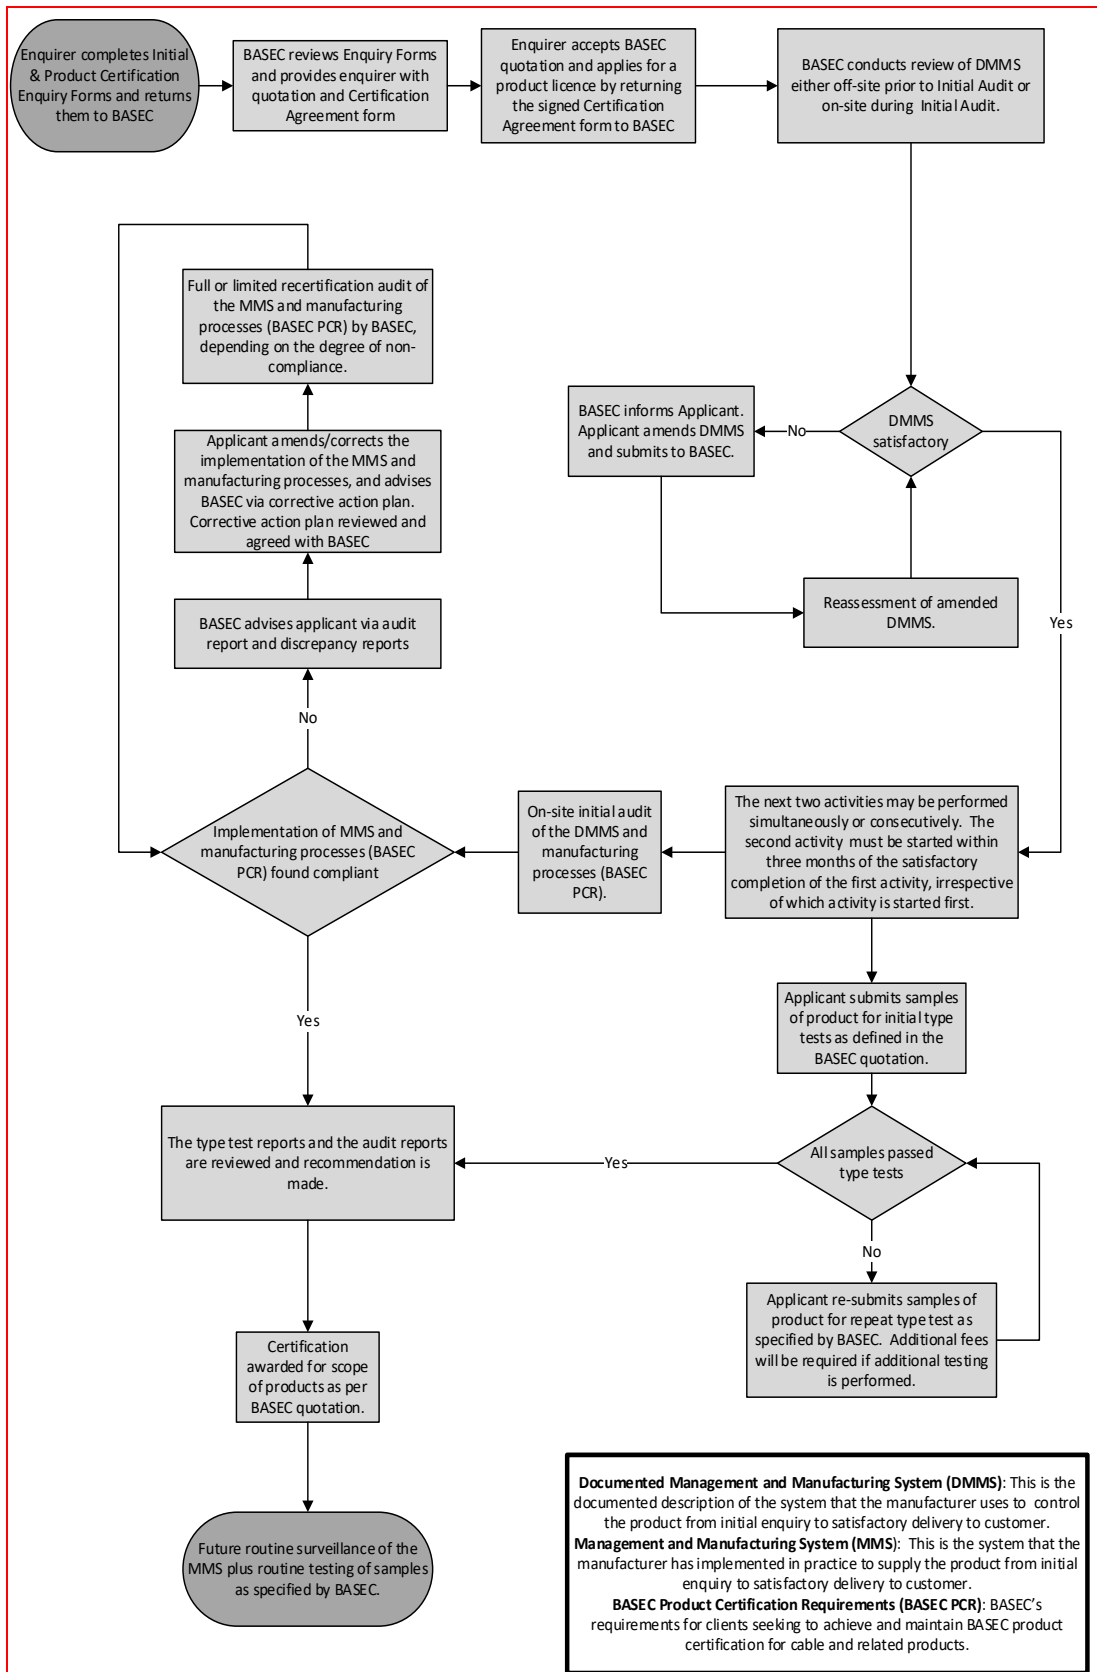 Enquirer completes Initial
& Product Certification
Enquiry Forms and returns
them to BASEC
BASEC reviews Enquiry Forms
and provides enquirer with
quotation and Certification
Agreement form
Enquirer accepts BASEC
quotation and applies for a
product licence by returning
the signed Certification
Agreement form to BASEC
BASEC conducts review of DMMS
either off-site prior to Initial Audit or
on-site during Initial Audit.
Full or limited recertification audit of
the MMS and manufacturing
processes (BASEC PCR) by BASEC,
depending on the degree of non-
compliance.
BASEC informs Applicant.
Applicant amends DMMS
and submits to BASEC.
No
DMMS
satisfactory
Applicant amends/corrects the
implementation of the MMS and
manufacturing processes, and advises
BASEC via corrective action plan.
Corrective action plan reviewed and
agreed with BASEC
Reassessment of amended
DMMS.
Yes
BASEC advises applicant via audit
report and discrepancy reports
No
Implementation of MMS and
manufacturing processes (BASEC
PCR) found compliant
On-site initial audit
of the DMMS and
manufacturing
processes (BASEC
PCR).
The next two activities may be performed
simultaneously or consecutively. The
second activity must be started within
three months of the satisfactory
completion of the first activity, irrespective
of which activity is started first.
Yes
Applicant submits samples
of product for initial type
tests as defined in the
BASEC quotation.
The type test reports and the audit reports
are reviewed and recommendation is
made.
Yes
All samples passed
type tests
No
Applicant re-submits samples of
product for repeat type test as
specified by BASEC. Additional fees
will be required if additional testing
is performed.
Certification
awarded for scope
of products as per
BASEC quotation.
Future routine surveillance of the
MMS plus routine testing of samples
as specified by BASEC.
Documented Management and Manufacturing System (DMMS): This is the
documented description of the system that the manufacturer uses to control
the product from initial enquiry to satisfactory delivery to customer.
Management and Manufacturing System (MMS): This is the system that the
manufacturer has implemented in practice to supply the product from initial
enquiry to satisfactory delivery to customer.
BASEC Product Certification Requirements (BASEC PCR): BASEC's
requirements for clients seeking to achieve and maintain BASEC product
certification for cable and related products.